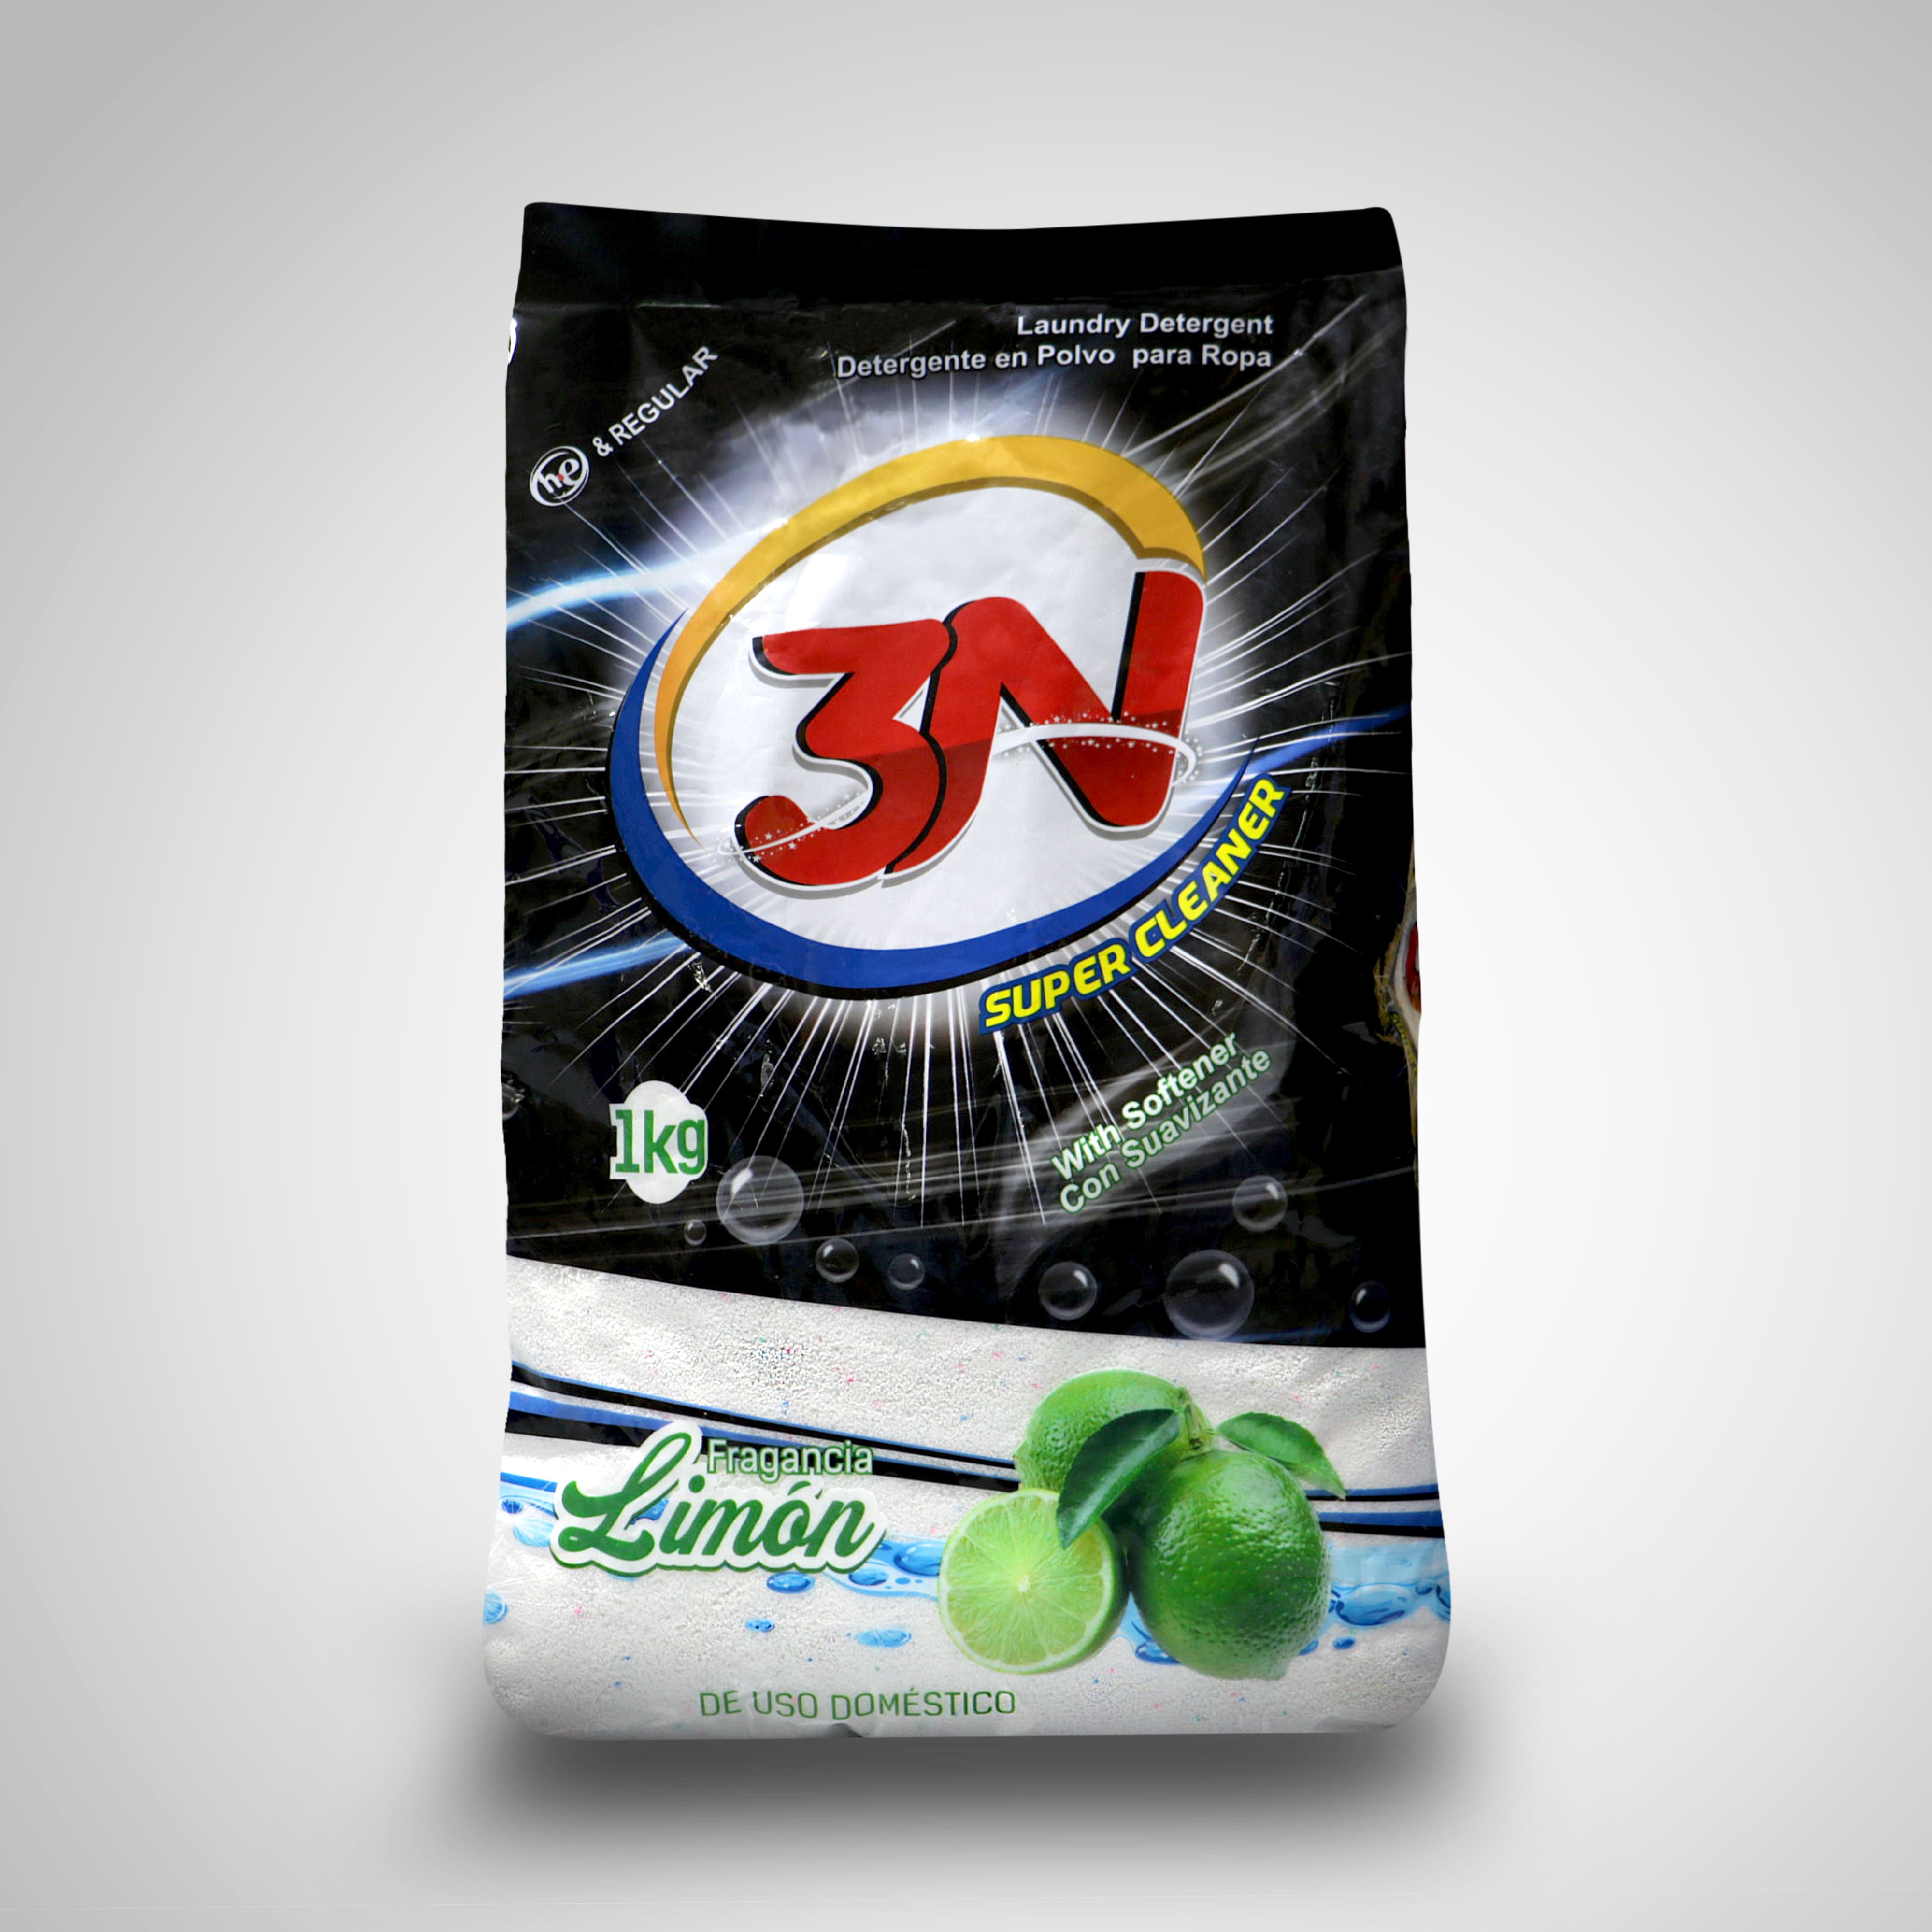 Laundry Detergent
Detergente en Polvo para Ropa
he & REGULAR
3N
SUPER CLEANER
With Softener
Con Suavizante
1kg
Fragancia
Limón
DE USO DOMÉSTICO